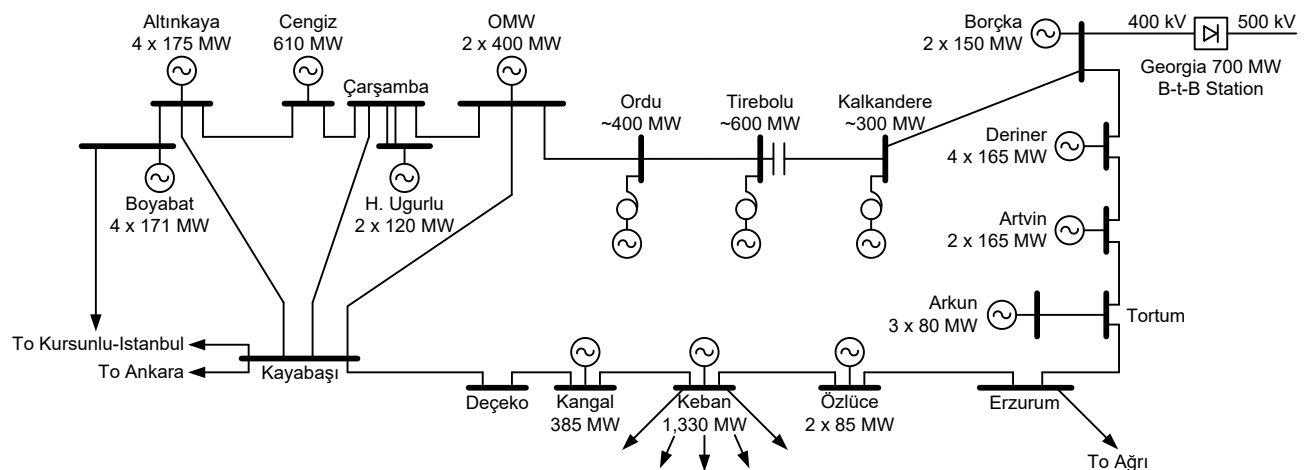 Altınkaya
4 x 175 MW
Cengiz
610 MW
OMW
2 x 400 MW
Borçka
2 x 150 MW
400 kV
500 kV
Georgia 700 MW
B-t-B Station
Çarşamba
Ordu
~400 MW
Tirebolu
~600 MW
Kalkandere
~300 MW
Deriner
4 x 165 MW
Boyabat
4 x 171 MW
H. Ugurlu
2 x 120 MW
Artvin
2 x 165 MW
Arkun
3 x 80 MW
Tortum
To Kursunlu-Istanbul
To Ankara
Kayabaşı
Deçeko
Kangal
385 MW
Keban
1,330 MW
Özlüce
2 x 85 MW
Erzurum
To Ağrı